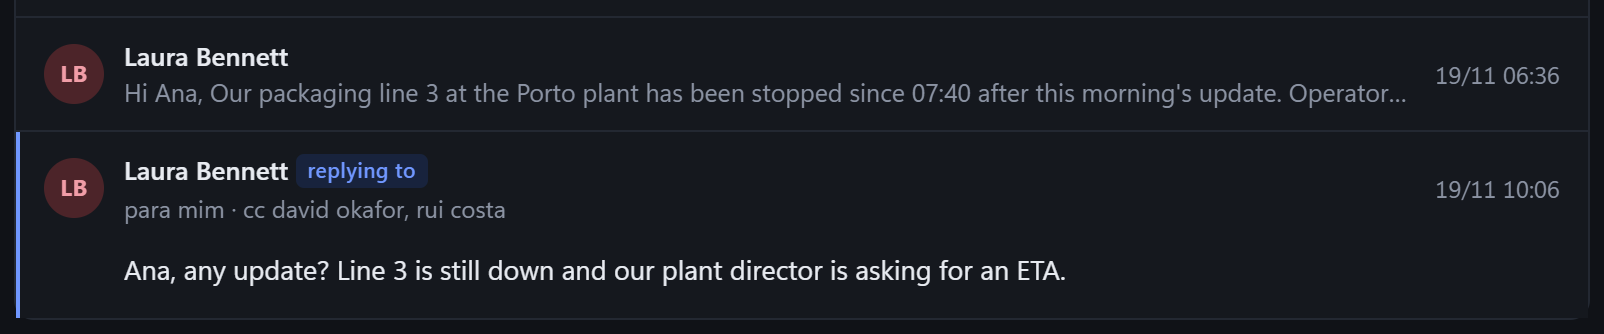 LB
Laura Bennett
19/11 06:36
Hi Ana, Our packaging line 3 at the Porto plant has been stopped since 07:40 after this morning's update. Operator...
LB
Laura Bennett replying to
19/11 10:06
para mim · cc david okafor, rui costa
Ana, any update? Line 3 is still down and our plant director is asking for an ETA.